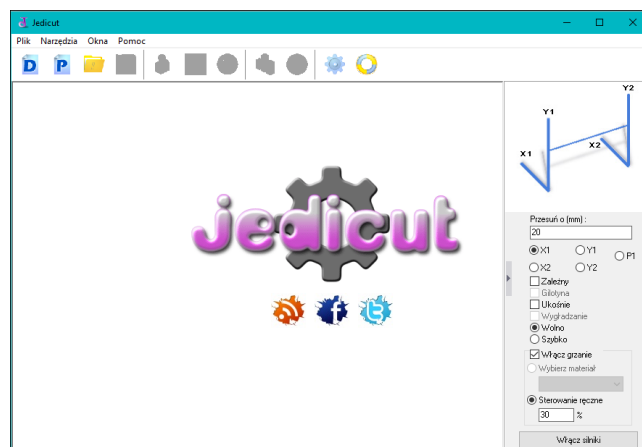 Jedicut
Plik Narzędzia Okna Pomoc
D P
Y2
Y1
X2
X1
jedicut
Przesuń o (mm) :
20
X1 Y1 P1
X2 Y2
Zależny
Gilotyna
Ukośnie
Wygładzanie
Wolno
Szybko
Włącz grzanie
Wybierz materiał
Sterowanie ręczne
30 %
Włącz silniki